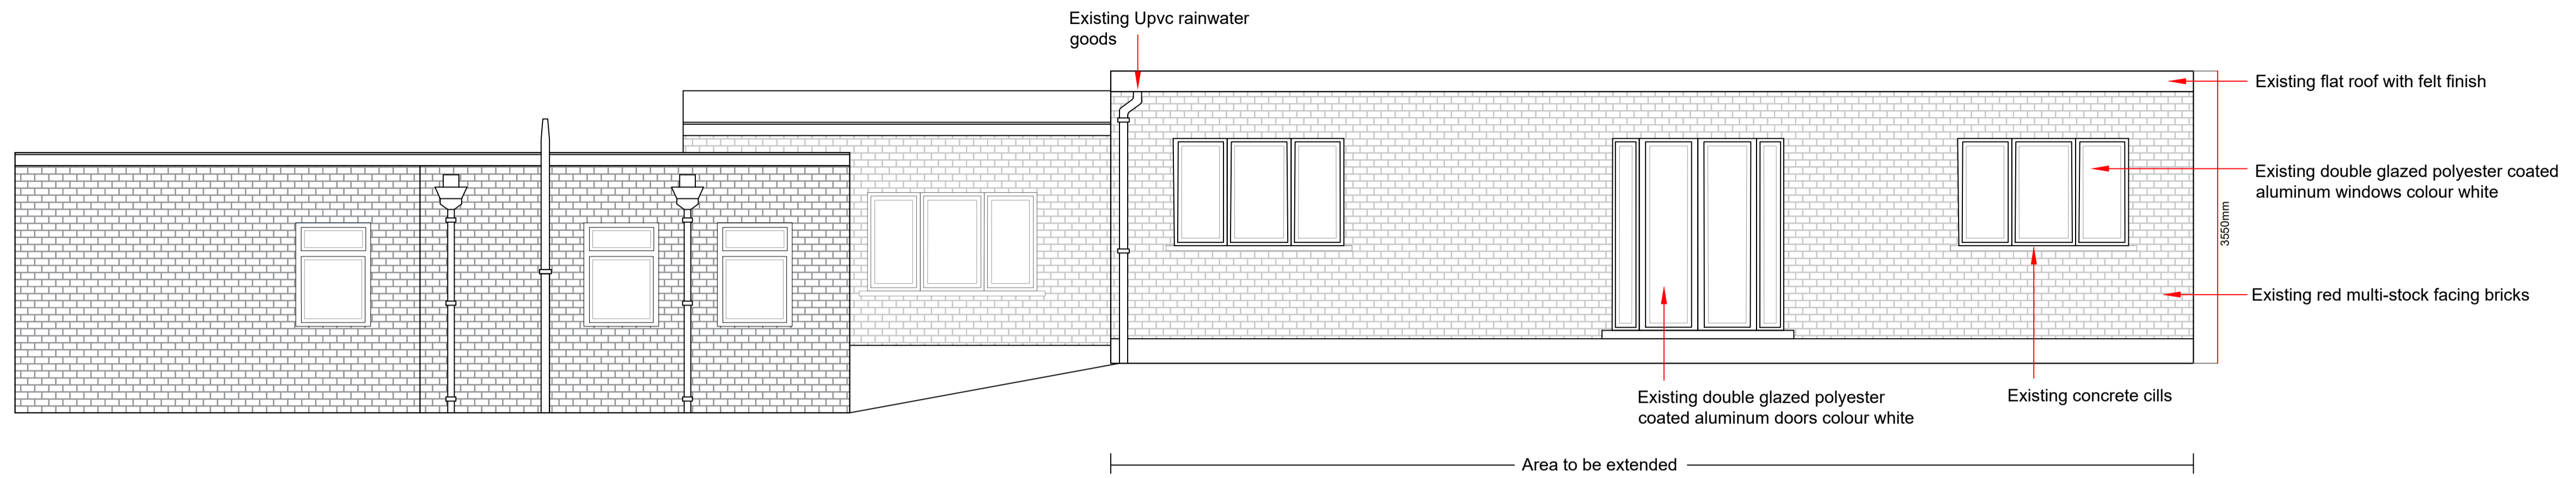 Existing Upvc rainwater
goods
Existing flat roof with felt finish
Existing double glazed polyester coated
aluminum windows colour white
3550mm
Existing red multi-stock facing bricks
Existing double glazed polyester
coated aluminum doors colour white
Existing concrete cills
Area to be extended